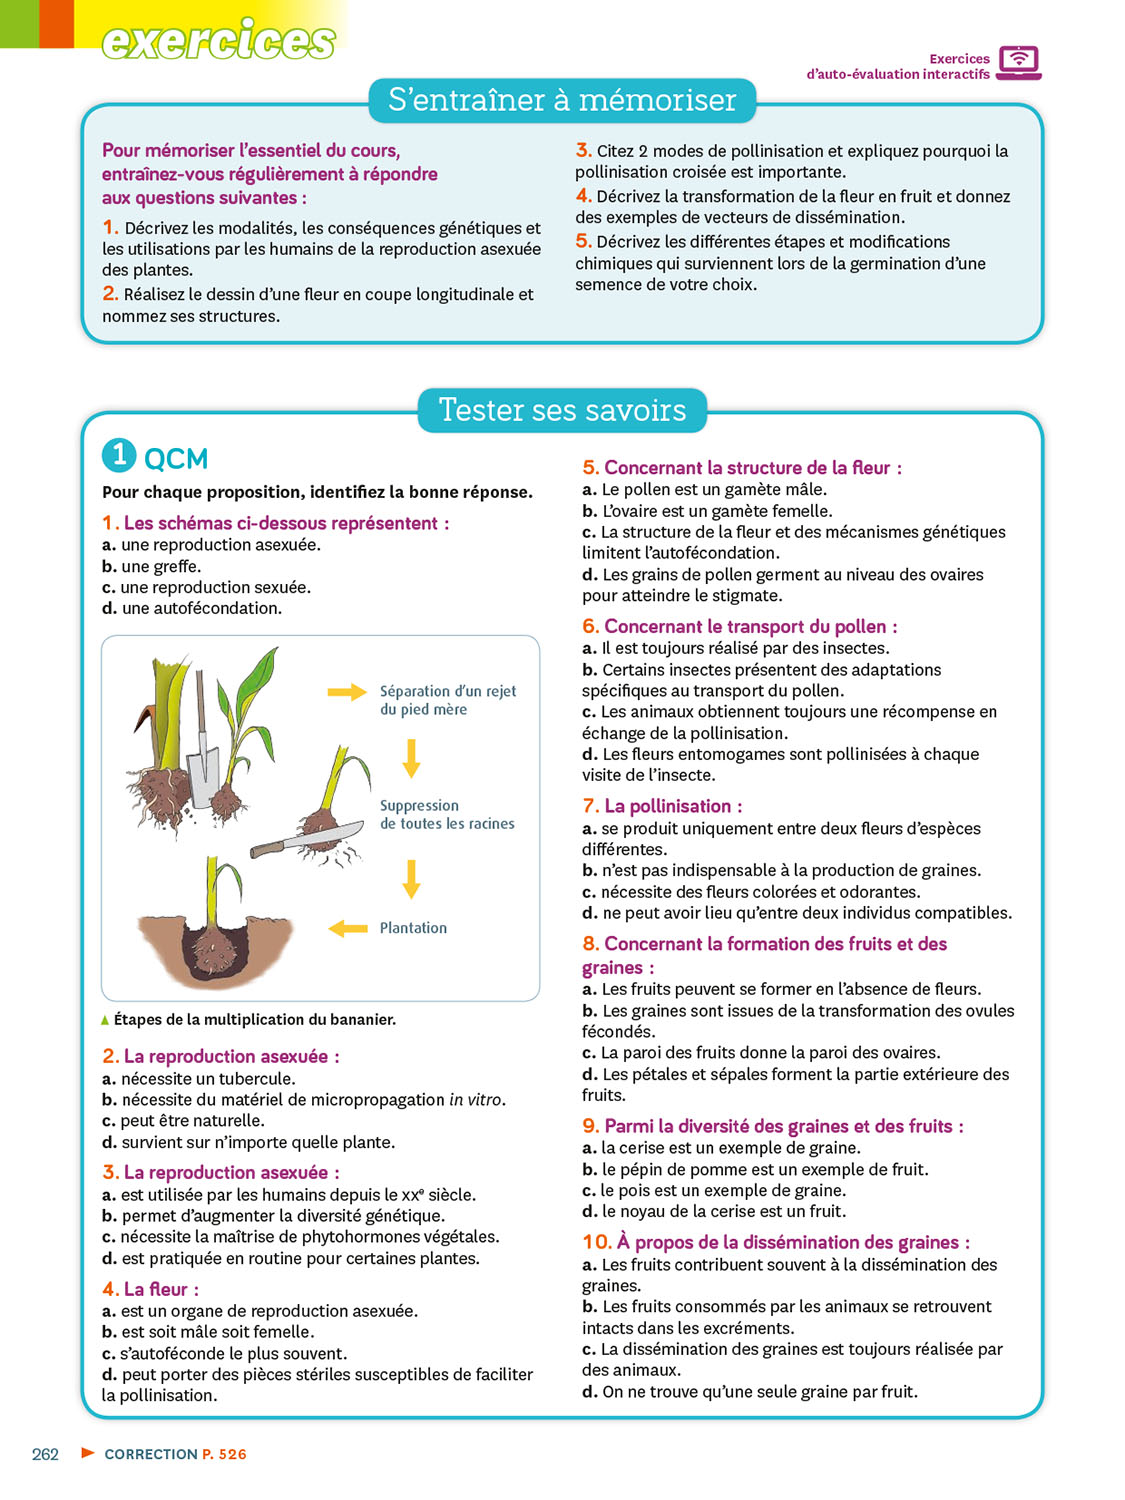 exercices
Exercices
d'auto-évaluation interactifs
S'entraîner à mémoriser
Pour mémoriser l'essentiel du cours,
entraînez-vous régulièrement à répondre
aux questions suivantes :
1. Décrivez les modalités, les conséquences génétiques et
les utilisations par les humains de la reproduction asexuée
des plantes.
2. Réalisez le dessin d'une fleur en coupe longitudinale et
nommez ses structures.
3. Citez 2 modes de pollinisation et expliquez pourquoi la
pollinisation croisée est importante.
4. Décrivez la transformation de la fleur en fruit et donnez
des exemples de vecteurs de dissémination.
5. Décrivez les différentes étapes et modifications
chimiques qui surviennent lors de la germination d'une
semence de votre choix.
Tester ses savoirs
1 QCM
Pour chaque proposition, identifiez la bonne réponse.
1. Les schémas ci-dessous représentent :
a. une reproduction asexuée.
b. une greffe.
c. une reproduction sexuée.
d. une autofécondation.
Séparation d'un rejet
du pied mère
Suppression
de toutes les racines
Plantation
▲ Étapes de la multiplication du bananier.
2. La reproduction asexuée :
a. nécessite un tubercule.
b. nécessite du matériel de micropropagation in vitro.
c. peut être naturelle.
d. survient sur n'importe quelle plante.
3. La reproduction asexuée :
a. est utilisée par les humains depuis le XXe siècle.
b. permet d'augmenter la diversité génétique.
c. nécessite la maîtrise de phytohormones végétales.
d. est pratiquée en routine pour certaines plantes.
4. La fleur :
a. est un organe de reproduction asexuée.
b. est soit mâle soit femelle.
c. s'autoféconde le plus souvent.
d. peut porter des pièces stériles susceptibles de faciliter
la pollinisation.
5. Concernant la structure de la fleur :
a. Le pollen est un gamète mâle.
b. L'ovaire est un gamète femelle.
c. La structure de la fleur et des mécanismes génétiques
limitent l'autofécondation.
d. Les grains de pollen germent au niveau des ovaires
pour atteindre le stigmate.
6. Concernant le transport du pollen :
a. Il est toujours réalisé par des insectes.
b. Certains insectes présentent des adaptations
spécifiques au transport du pollen.
c. Les animaux obtiennent toujours une récompense en
échange de la pollinisation.
d. Les fleurs entomogames sont pollinisées à chaque
visite de l'insecte.
7. La pollinisation :
a. se produit uniquement entre deux fleurs d'espèces
différentes.
b. n'est pas indispensable à la production de graines.
c. nécessite des fleurs colorées et odorantes.
d. ne peut avoir lieu qu'entre deux individus compatibles.
8. Concernant la formation des fruits et des
graines :
a. Les fruits peuvent se former en l'absence de fleurs.
b. Les graines sont issues de la transformation des ovules
fécondés.
c. La paroi des fruits donne la paroi des ovaires.
d. Les pétales et sépales forment la partie extérieure des
fruits.
9. Parmi la diversité des graines et des fruits :
a. la cerise est un exemple de graine.
b. le pépin de pomme est un exemple de fruit.
c. le pois est un exemple de graine.
d. le noyau de la cerise est un fruit.
10. À propos de la dissémination des graines :
a. Les fruits contribuent souvent à la dissémination des
graines.
b. Les fruits consommés par les animaux se retrouvent
intacts dans les excréments.
c. La dissémination des graines est toujours réalisée par
des animaux.
d. On ne trouve qu'une seule graine par fruit.
262 ► CORRECTION P. 526